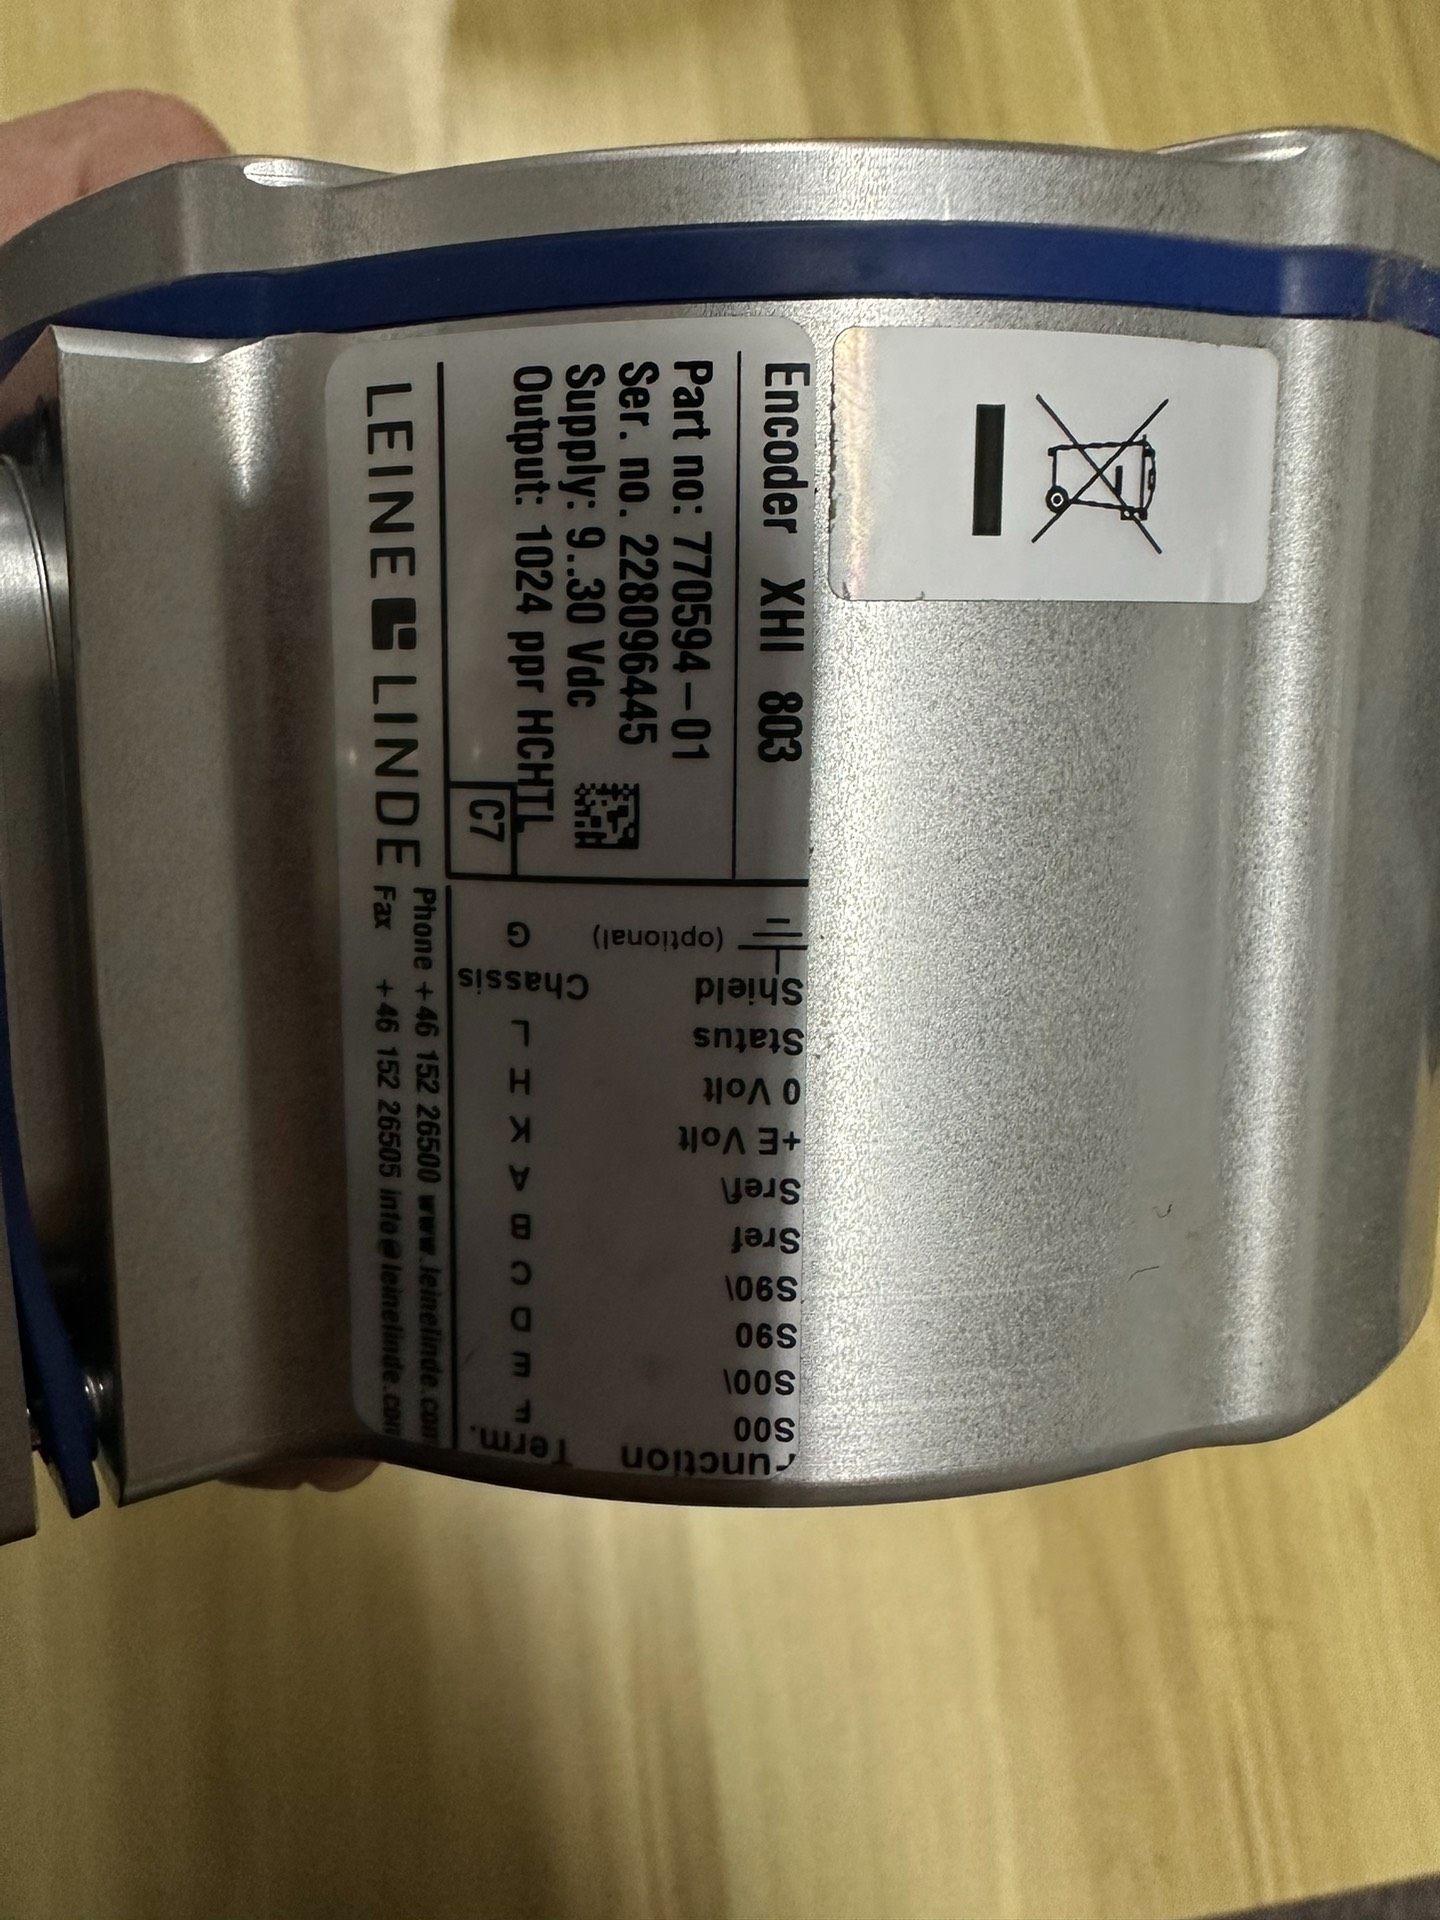 Encoder XHI 803
Part no: 770594-01
Ser. no. 228096445
Supply: 9..30 Vdc
Output: 1024 ppr HCHTL
C7
LEINE LINDE
Phone +46 152 26500 www.leinelinde.com
Fax +46 152 26505 info@leinelinde.com
Function Term.
S00 F
S00\ E
S90 D
S90\ C
Sref B
Sref\ A
+E Volt K
0 Volt I
Status L
Shield Chassis
(optional) G